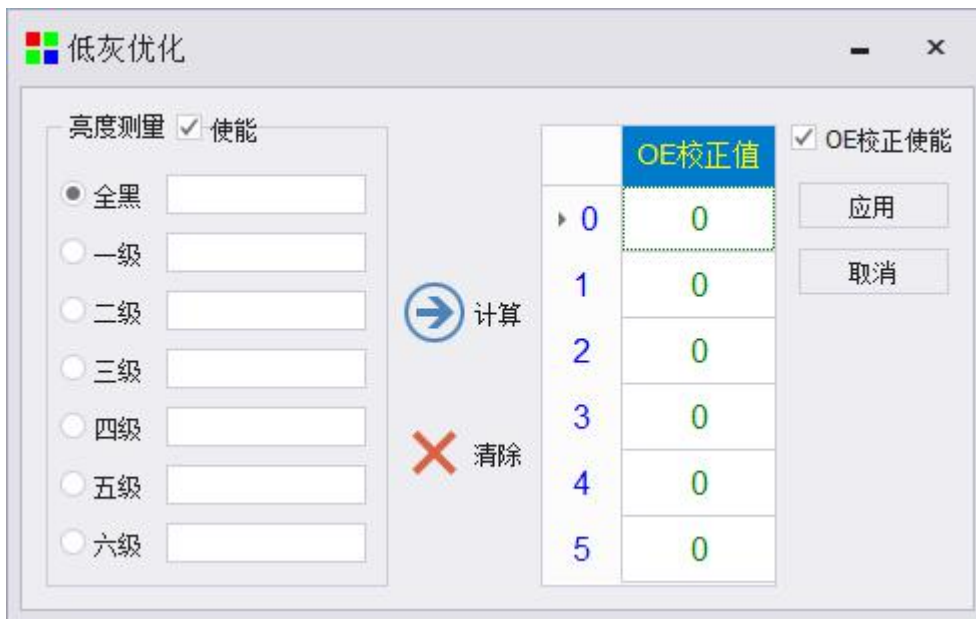 低灰优化
亮度测量 使能
全黑
一级
二级
三级
四级
五级
六级
计算
清除
OE校正值
0 0
1 0
2 0
3 0
4 0
5 0
OE校正使能
应用
取消